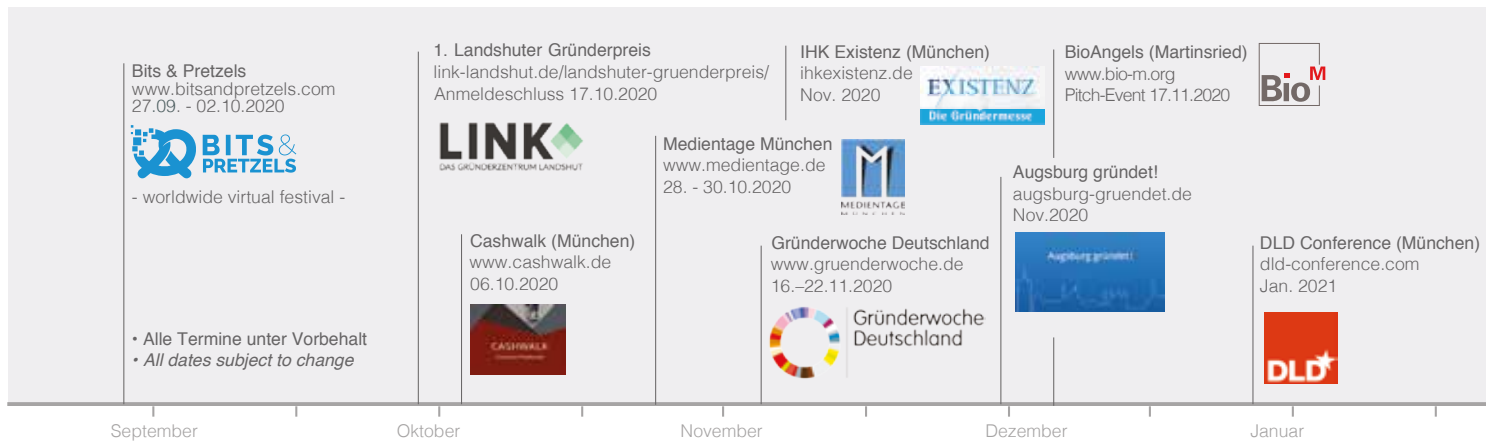 Bits & Pretzels
www.bitsandpretzels.com
27.09. - 02.10.2020
BITS &
PRETZELS
- worldwide virtual festival -
1. Landshuter Gründerpreis
link-landshut.de/landshuter-gruenderpreis/
Anmeldeschluss 17.10.2020
LINK
DAS GRÜNDERZENTRUM LANDSHUT
Cashwalk (München)
www.cashwalk.de
06.10.2020
CASHWALK
Medientage München
www.medientage.de
28. - 30.10.2020
M
MEDIENTAGE
MÜNCHEN
IHK Existenz (München)
ihkexistenz.de
Nov. 2020
EXISTENZ
Die Gründermesse
Gründerwoche Deutschland
www.gruenderwoche.de
16.–22.11.2020
Gründerwoche
Deutschland
BioAngels (Martinsried)
www.bio-m.org
Pitch-Event 17.11.2020
Bio M
Augsburg gründet!
augsburg-gruendet.de
Nov.2020
Augsburg gründet!
DLD Conference (München)
dld-conference.com
Jan. 2021
DLD
• Alle Termine unter Vorbehalt
• All dates subject to change
September
Oktober
November
Dezember
Januar